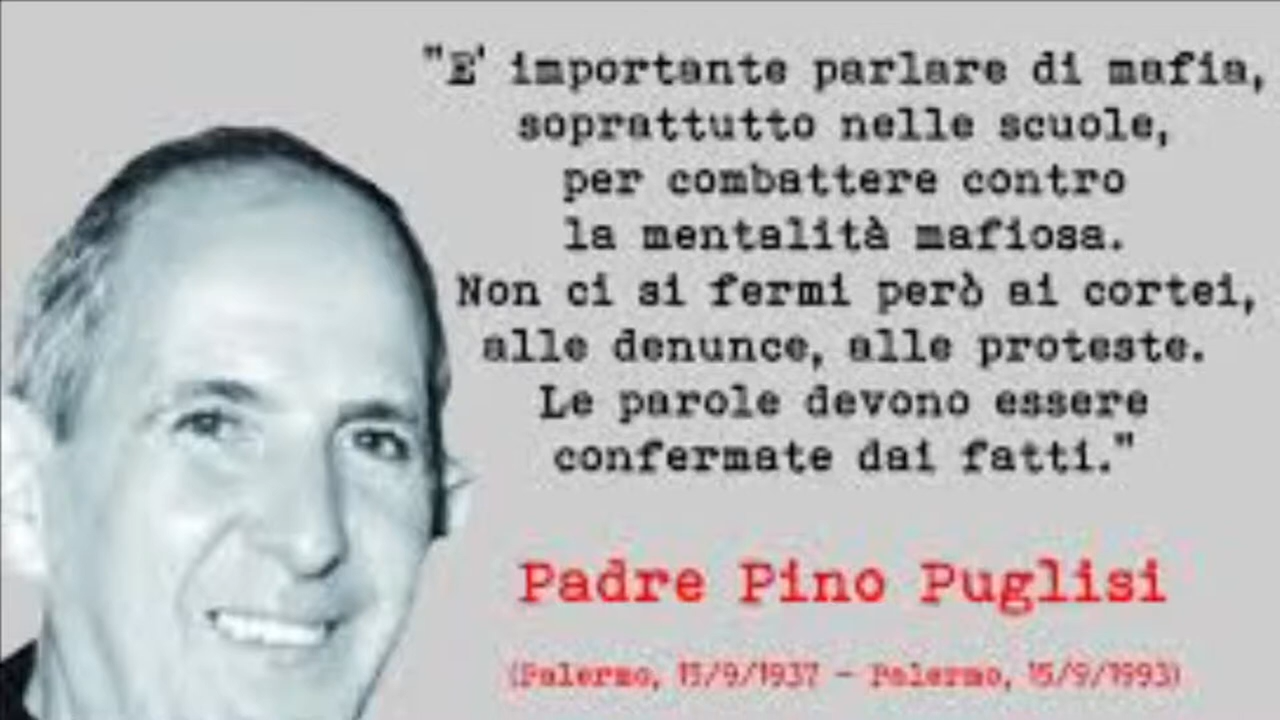 "E' importante parlare di mafia,
soprattutto nelle scuole,
per combattere contro
la mentalità mafiosa.
Non ci si fermi però ai cortei,
alle denunce, alle proteste.
Le parole devono essere
confermate dai fatti."
Padre Pino Puglisi
(Palermo, 15/9/1937 - Palermo, 15/9/1993)